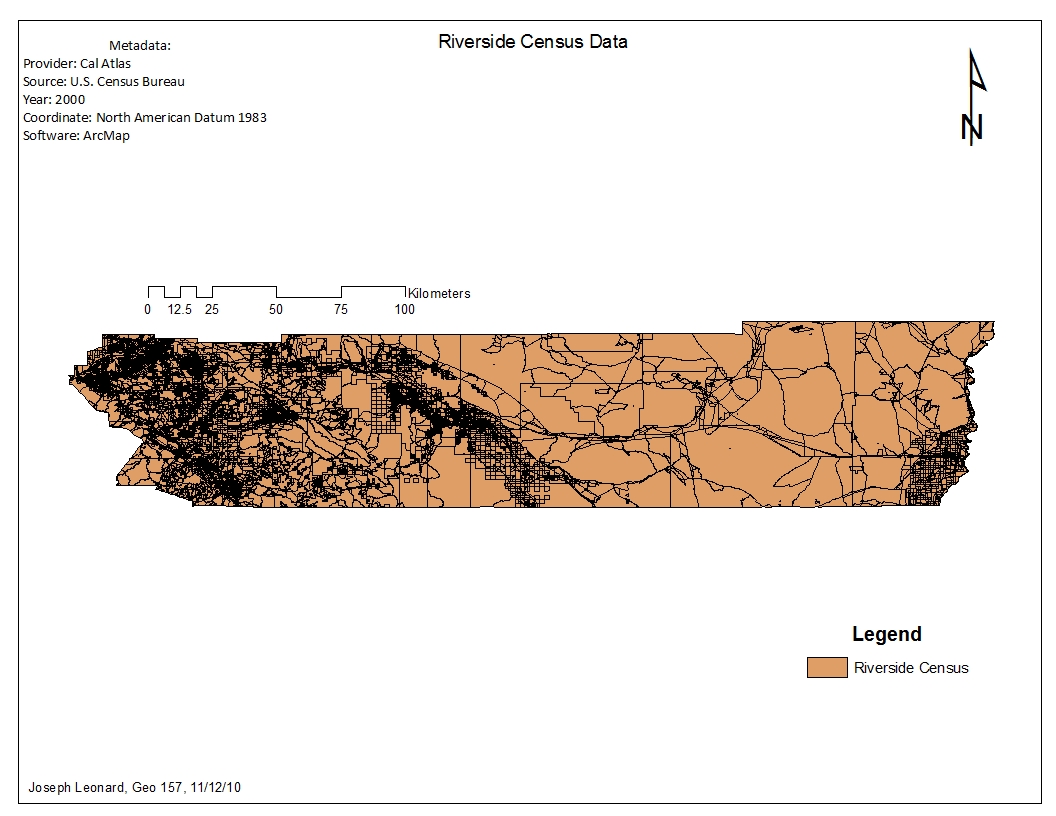 Riverside Census Data
Metadata:
Provider: Cal Atlas
Source: U.S. Census Bureau
Year: 2000
Coordinate: North American Datum 1983
Software: ArcMap
N
Kilometers
0 12.5 25 50 75 100
Legend
Riverside Census
Joseph Leonard, Geo 157, 11/12/10